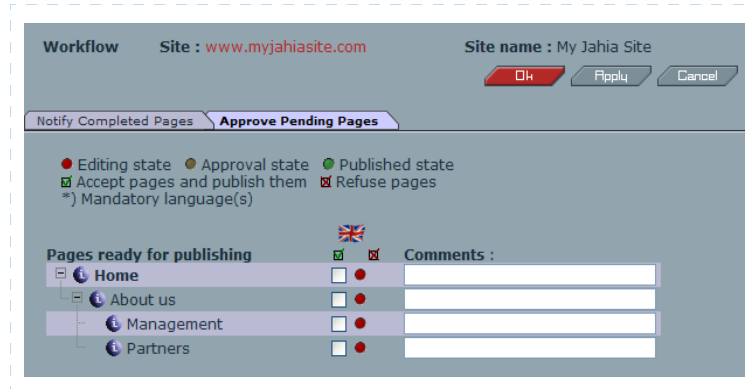 Workflow Site : www.myjahiasite.com Site name : My Jahia Site
Ok Apply Cancel
Notify Completed Pages Approve Pending Pages
Editing state Approval state Published state
Accept pages and publish them Refuse pages
*) Mandatory language(s)
Pages ready for publishing Comments :
Home
About us
Management
Partners